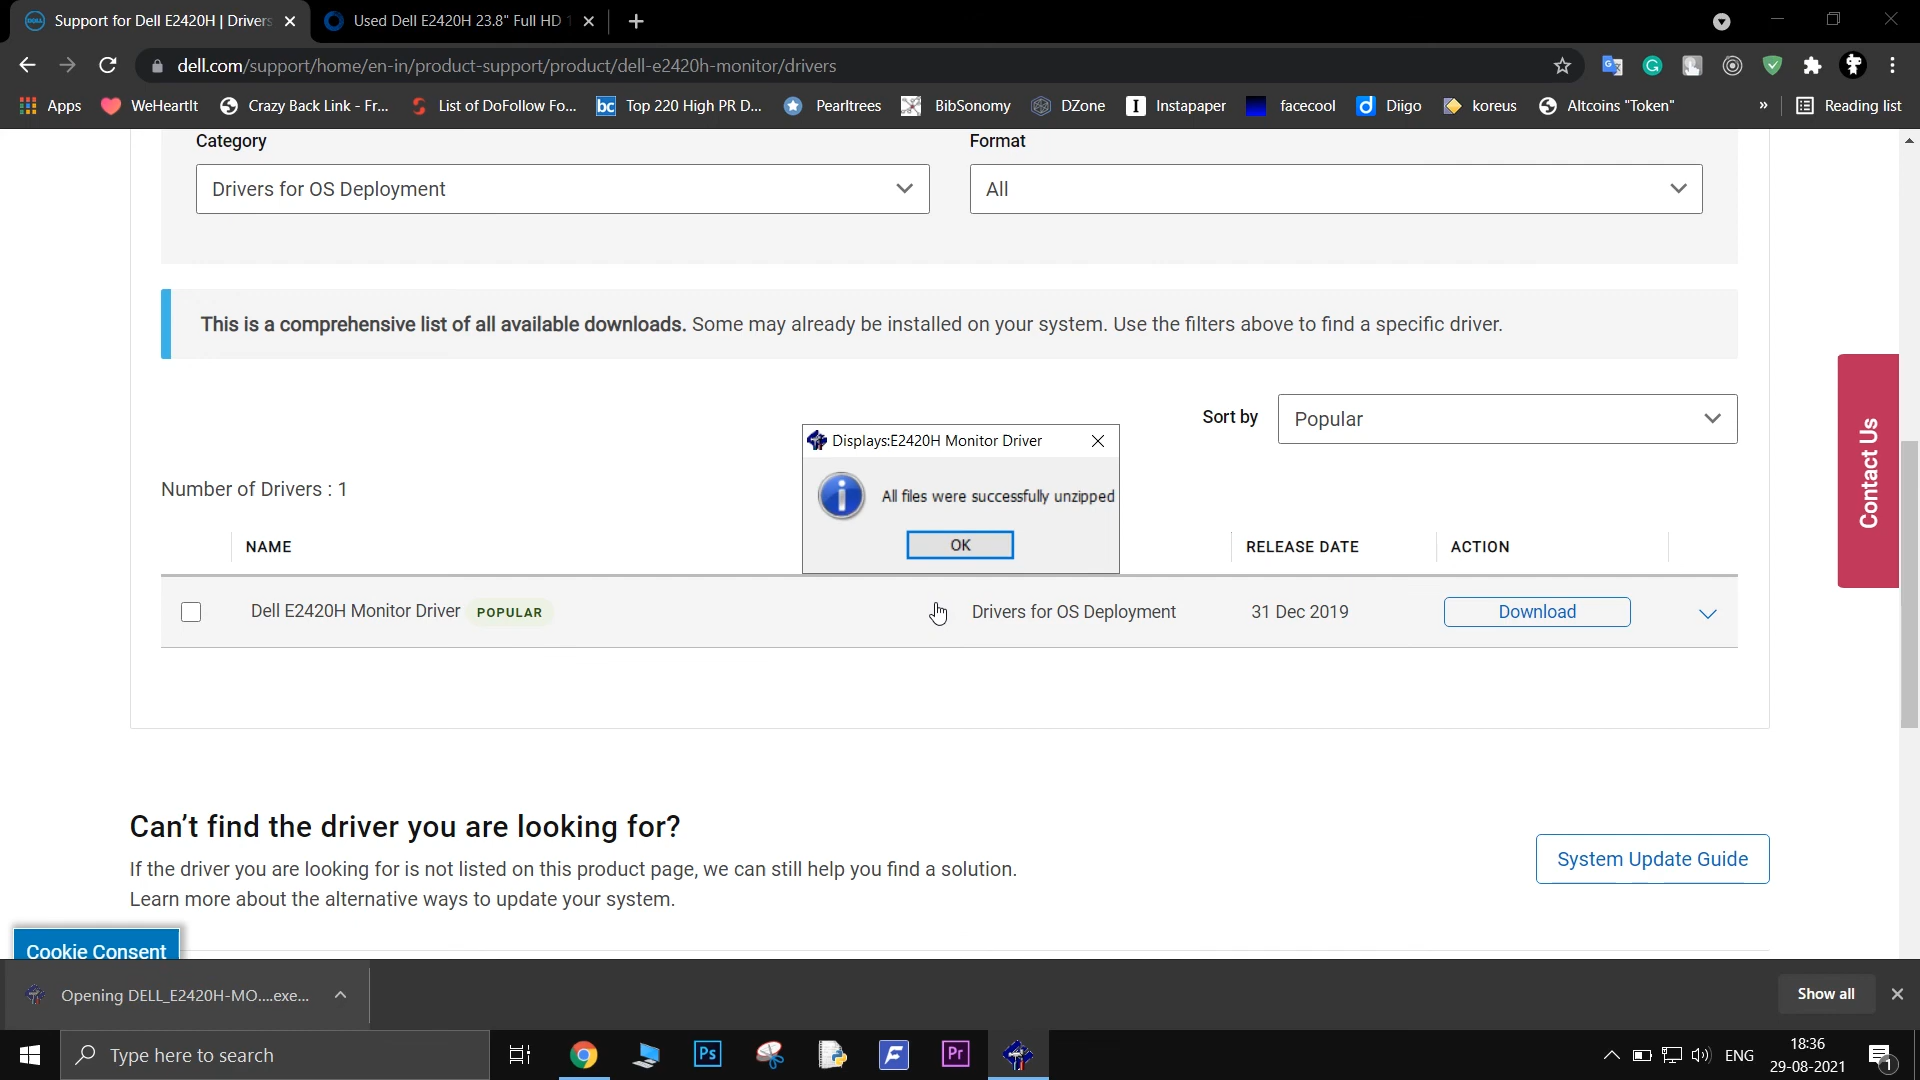 Support for Dell E2420H | Drivers
Used Dell E2420H 23.8" Full HD 1
dell.com/support/home/en-in/product-support/product/dell-e2420h-monitor/drivers
Apps
WeHeartIt
Crazy Back Link - Fr...
List of DoFollow Fo...
bc
Top 220 High PR D...
Pearltrees
BibSonomy
DZone
Instapaper
facecool
Diigo
koreus
Altcoins "Token"
»
Reading list
Category
Format
Drivers for OS Deployment
All
This is a comprehensive list of all available downloads. Some may already be installed on your system. Use the filters above to find a specific driver.
Sort by
Popular
Contact Us
Displays:E2420H Monitor Driver
All files were successfully unzipped
OK
Number of Drivers : 1
NAME
RELEASE DATE
ACTION
Dell E2420H Monitor Driver
POPULAR
Drivers for OS Deployment
31 Dec 2019
Download
Can’t find the driver you are looking for?
If the driver you are looking for is not listed on this product page, we can still help you find a solution.
Learn more about the alternative ways to update your system.
System Update Guide
Cookie Consent
Opening DELL_E2420H-MO....exe...
Show all
Type here to search
Ps
Pr
ENG
18:36
29-08-2021
1